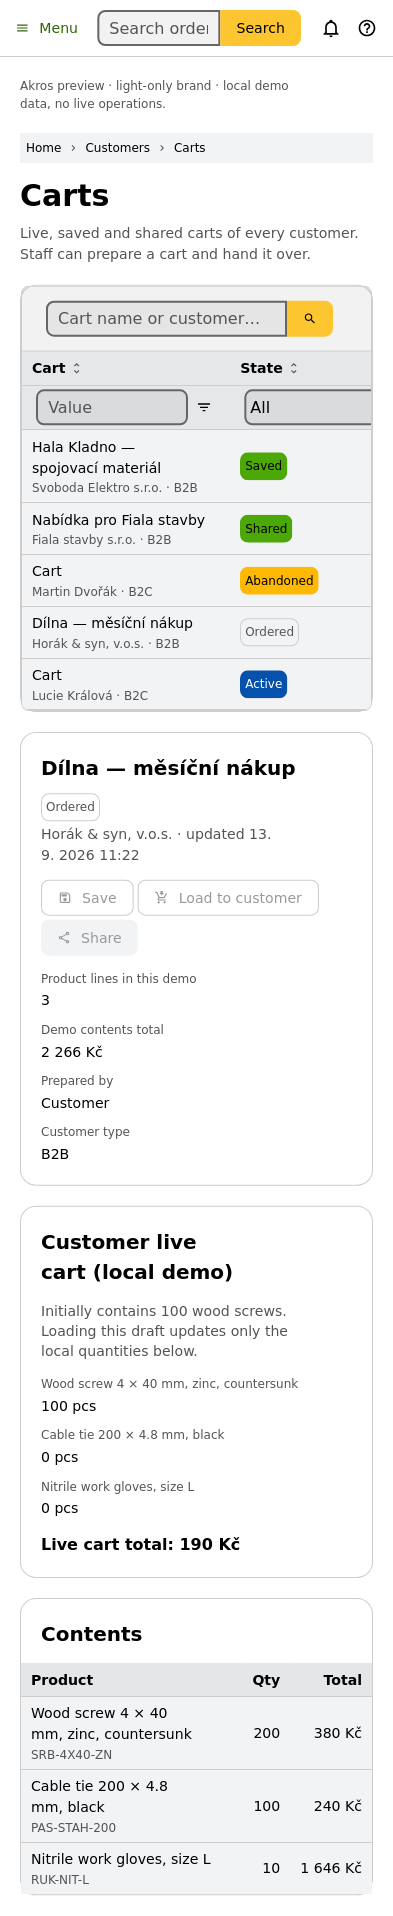 Menu
Search order
Search
Akros preview · light-only brand · local demo
data, no live operations.
Home › Customers › Carts
Carts
Live, saved and shared carts of every customer.
Staff can prepare a cart and hand it over.
Cart name or customer…
Cart State
Value All
Hala Kladno —
spojovací materiál
Svoboda Elektro s.r.o. · B2B
Saved
Nabídka pro Fiala stavby
Fiala stavby s.r.o. · B2B
Shared
Cart
Martin Dvořák · B2C
Abandoned
Dílna — měsíční nákup
Horák & syn, v.o.s. · B2B
Ordered
Cart
Lucie Králová · B2C
Active
Dílna — měsíční nákup
Ordered
Horák & syn, v.o.s. · updated 13.
9. 2026 11:22
Save Load to customer
Share
Product lines in this demo
3
Demo contents total
2 266 Kč
Prepared by
Customer
Customer type
B2B
Customer live
cart (local demo)
Initially contains 100 wood screws.
Loading this draft updates only the
local quantities below.
Wood screw 4 × 40 mm, zinc, countersunk
100 pcs
Cable tie 200 × 4.8 mm, black
0 pcs
Nitrile work gloves, size L
0 pcs
Live cart total: 190 Kč
Contents
Product Qty Total
Wood screw 4 × 40
mm, zinc, countersunk
SRB-4X40-ZN
200 380 Kč
Cable tie 200 × 4.8
mm, black
PAS-STAH-200
100 240 Kč
Nitrile work gloves, size L
RUK-NIT-L
10 1 646 Kč